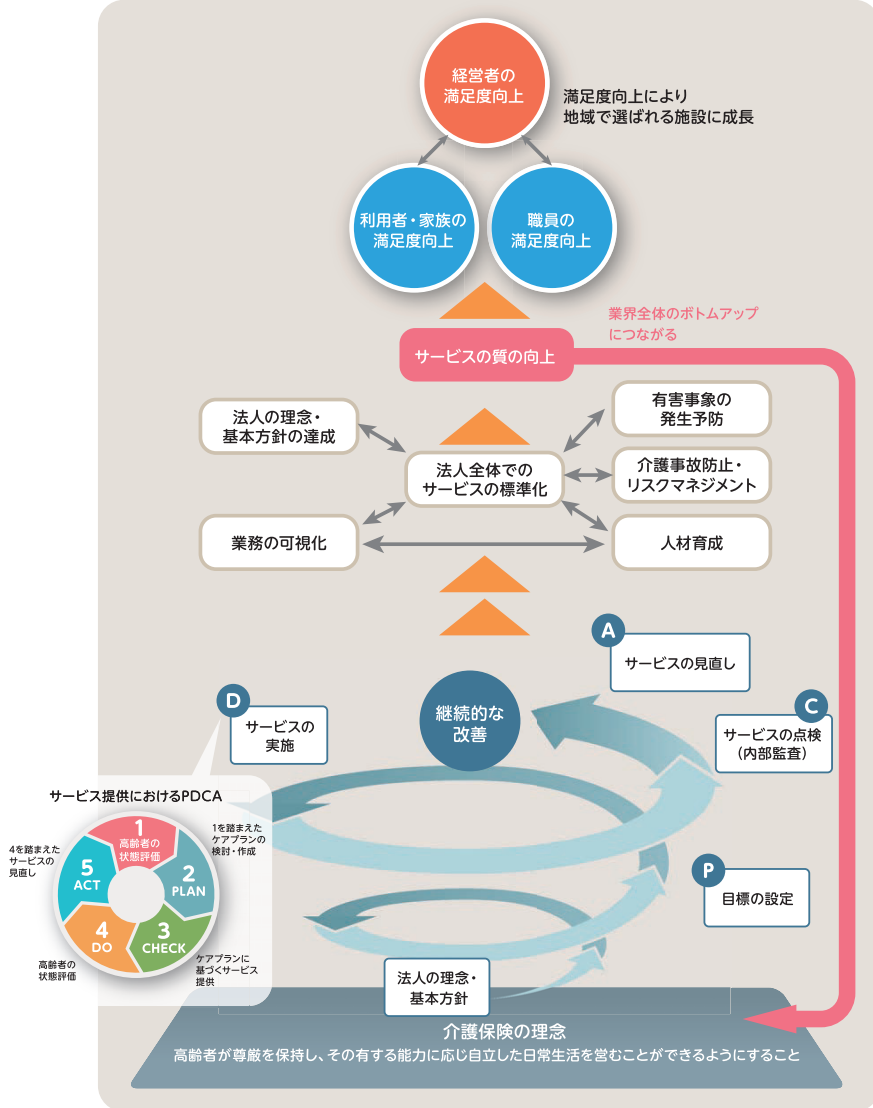 経営者の
満足度向上
満足度向上により
地域で選ばれる施設に成長
利用者・家族の
満足度向上
職員の
満足度向上
業界全体のボトムアップ
につながる
サービスの質の向上
法人の理念・
基本方針の達成
有害事象の
発生予防
法人全体での
サービスの標準化
介護事故防止・
リスクマネジメント
業務の可視化
人材育成
A
サービスの見直し
D
サービスの
実施
継続的な
改善
C
サービスの点検
（内部監査）
サービス提供におけるPDCA
1
高齢者の
状態評価
1を踏まえた
ケアプランの
検討・作成
4を踏まえた
サービスの
見直し
5
ACT
2
PLAN
4
DO
3
CHECK
高齢者の
状態評価
ケアプランに
基づくサービス
提供
P
目標の設定
法人の理念・
基本方針
介護保険の理念
高齢者が尊厳を保持し、その有する能力に応じ自立した日常生活を営むことができるようにすること